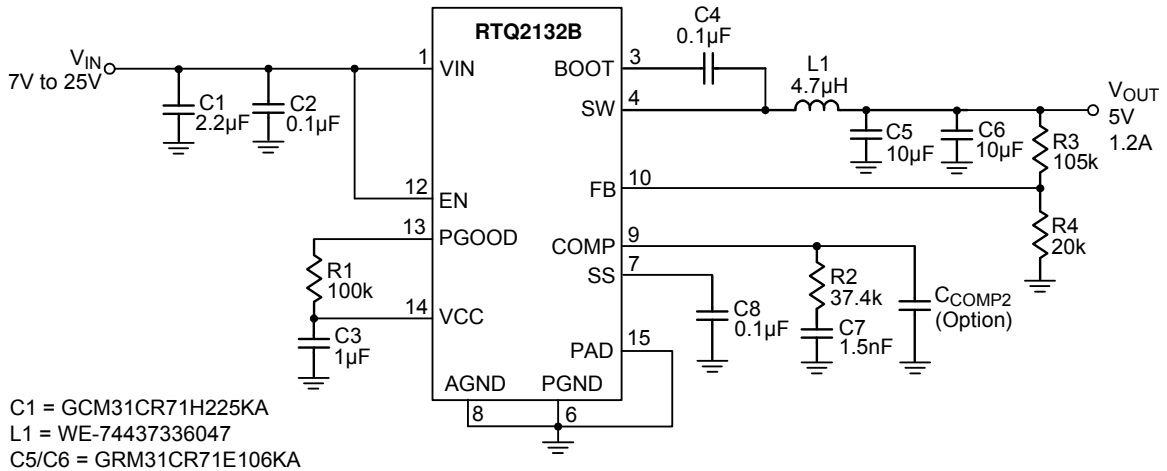 RTQ2132B
V_IN
7V to 25V
1
VIN
C1
2.2µF
C2
0.1µF
12
EN
13
PGOOD
R1
100k
14
VCC
C3
1µF
AGND
8
PGND
6
BOOT
3
C4
0.1µF
SW
4
L1
4.7µH
C5
10µF
C6
10µF
V_OUT
5V
1.2A
R3
105k
FB
10
R4
20k
COMP
9
SS
7
C8
0.1µF
R2
37.4k
C7
1.5nF
C_COMP2
(Option)
PAD
15
C1 = GCM31CR71H225KA
L1 = WE-74437336047
C5/C6 = GRM31CR71E106KA